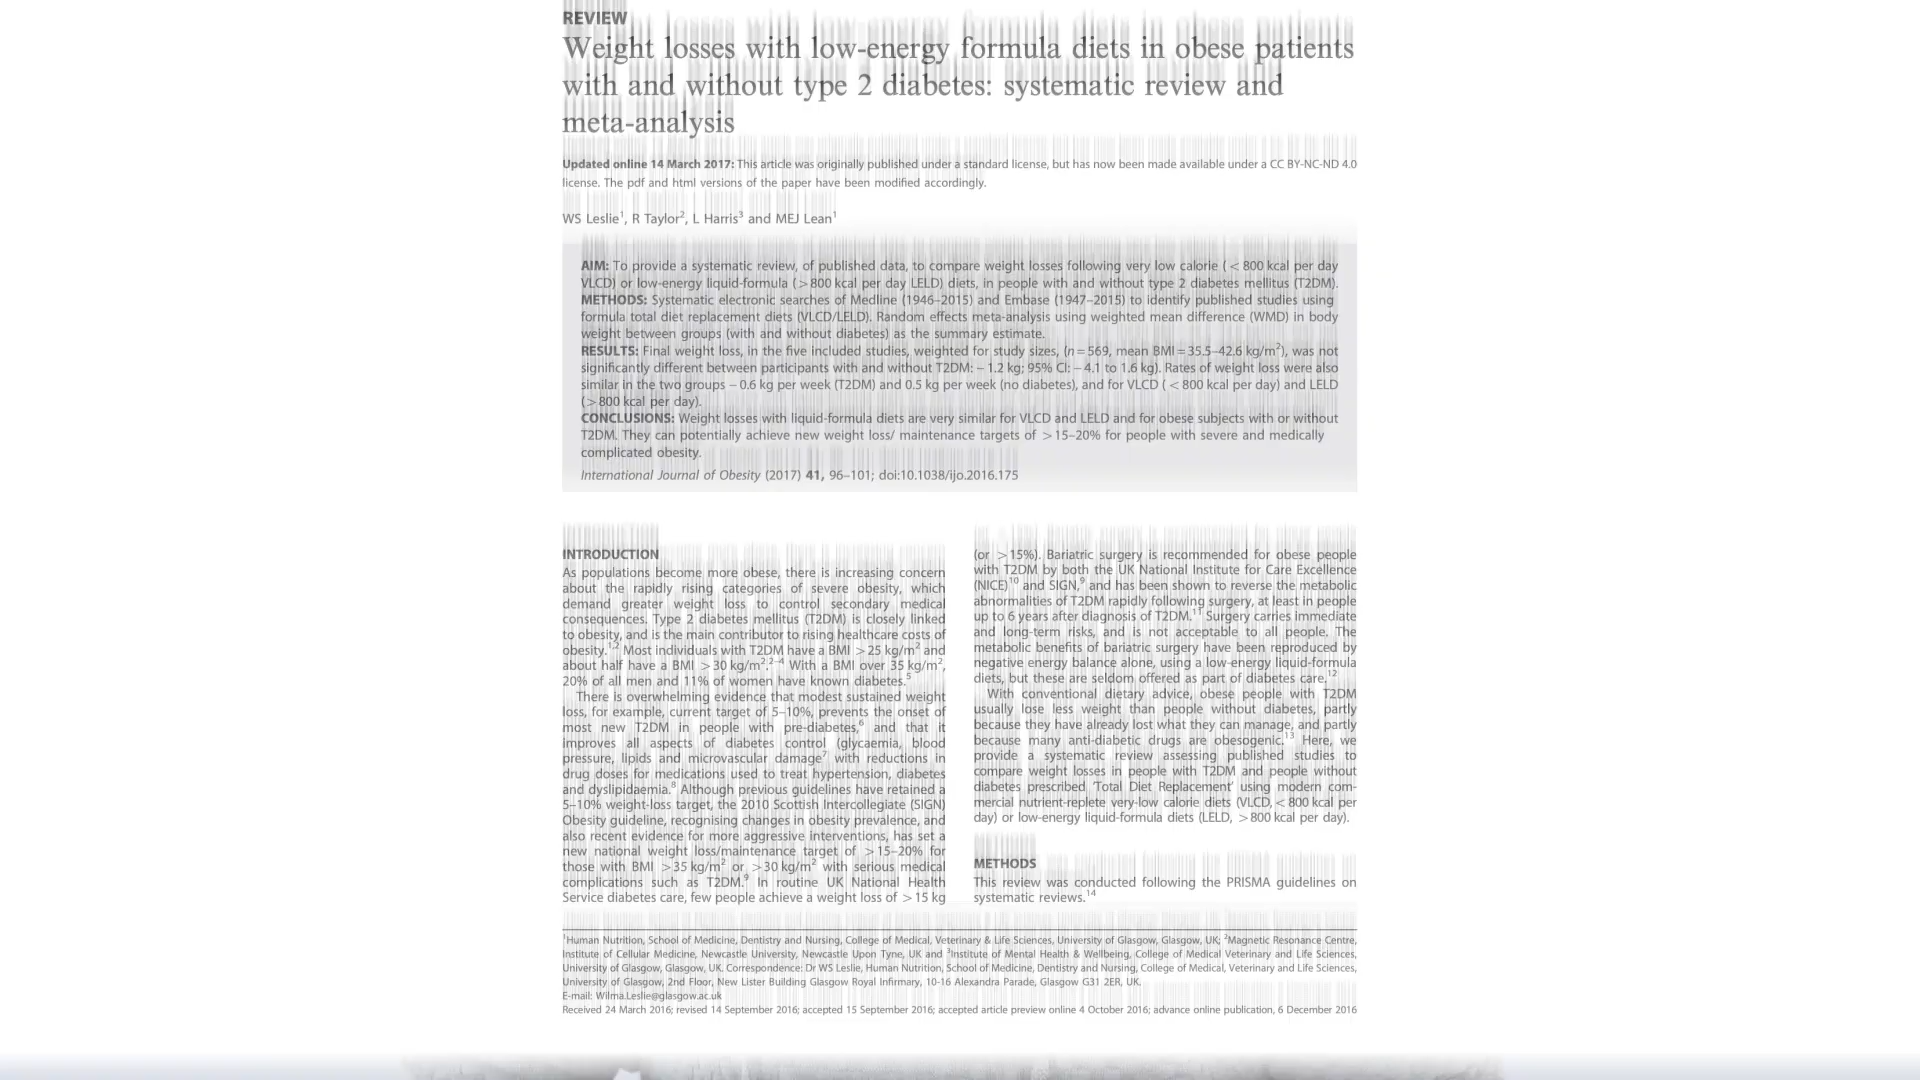 REVIEW
Weight losses with low-energy formula diets in obese patients
with and without type 2 diabetes: systematic review and
meta-analysis
Updated online 14 March 2017: This article was originally published under a standard license, but has now been made available under a CC BY-NC-ND 4.0
license. The pdf and html versions of the paper have been modified accordingly.
WS Leslie¹, R Taylor², L Harris³ and MEJ Lean¹
AIM: To provide a systematic review, of published data, to compare weight losses following very low calorie (<800 kcal per day
VLCD) or low-energy liquid-formula (>800 kcal per day LELD) diets, in people with and without type 2 diabetes mellitus (T2DM).
METHODS: Systematic electronic searches of Medline (1946–2015) and Embase (1947–2015) to identify published studies using
formula total diet replacement diets (VLCD/LELD). Random effects meta-analysis using weighted mean difference (WMD) in body
weight between groups (with and without diabetes) as the summary estimate.
RESULTS: Final weight loss, in the five included studies, weighted for study sizes, (n = 569, mean BMI = 35.5–42.6 kg/m²), was not
significantly different between participants with and without T2DM: − 1.2 kg; 95% CI: − 4.1 to 1.6 kg). Rates of weight loss were also
similar in the two groups − 0.6 kg per week (T2DM) and 0.5 kg per week (no diabetes), and for VLCD (<800 kcal per day) and LELD
(>800 kcal per day).
CONCLUSIONS: Weight losses with liquid-formula diets are very similar for VLCD and LELD and for obese subjects with or without
T2DM. They can potentially achieve new weight loss/ maintenance targets of >15–20% for people with severe and medically
complicated obesity.
International Journal of Obesity (2017) 41, 96–101; doi:10.1038/ijo.2016.175
INTRODUCTION
As populations become more obese, there is increasing concern
about the rapidly rising categories of severe obesity, which
demand greater weight loss to control secondary medical
consequences. Type 2 diabetes mellitus (T2DM) is closely linked
to obesity, and is the main contributor to rising healthcare costs of
obesity.¹,² Most individuals with T2DM have a BMI >25 kg/m² and
about half have a BMI >30 kg/m².²⁻⁴ With a BMI over 35 kg/m²,
20% of all men and 11% of women have known diabetes.⁵
There is overwhelming evidence that modest sustained weight
loss, for example, current target of 5–10%, prevents the onset of
most new T2DM in people with pre-diabetes,⁶ and that it
improves all aspects of diabetes control (glycaemia, blood
pressure, lipids and microvascular damage⁷ with reductions in
drug doses for medications used to treat hypertension, diabetes
and dyslipidaemia.⁸ Although previous guidelines have retained a
5–10% weight-loss target, the 2010 Scottish Intercollegiate (SIGN)
Obesity guideline, recognising changes in obesity prevalence, and
also recent evidence for more aggressive interventions, has set a
new national weight loss/maintenance target of >15–20% for
those with BMI >35 kg/m² or >30 kg/m² with serious medical
complications such as T2DM.⁹ In routine UK National Health
Service diabetes care, few people achieve a weight loss of >15 kg
(or >15%). Bariatric surgery is recommended for obese people
with T2DM by both the UK National Institute for Care Excellence
(NICE)¹⁰ and SIGN,⁹ and has been shown to reverse the metabolic
abnormalities of T2DM rapidly following surgery, at least in people
up to 6 years after diagnosis of T2DM.¹¹ Surgery carries immediate
and long-term risks, and is not acceptable to all people. The
metabolic benefits of bariatric surgery have been reproduced by
negative energy balance alone, using a low-energy liquid-formula
diets, but these are seldom offered as part of diabetes care.¹²
With conventional dietary advice, obese people with T2DM
usually lose less weight than people without diabetes, partly
because they have already lost what they can manage, and partly
because many anti-diabetic drugs are obesogenic.¹³ Here, we
provide a systematic review assessing published studies to
compare weight losses in people with T2DM and people without
diabetes prescribed 'Total Diet Replacement' using modern com-
mercial nutrient-replete very-low calorie diets (VLCD, <800 kcal per
day) or low-energy liquid-formula diets (LELD, >800 kcal per day).
METHODS
This review was conducted following the PRISMA guidelines on
systematic reviews.¹⁴
¹Human Nutrition, School of Medicine, Dentistry and Nursing, College of Medical, Veterinary & Life Sciences, University of Glasgow, Glasgow, UK; ²Magnetic Resonance Centre,
Institute of Cellular Medicine, Newcastle University, Newcastle Upon Tyne, UK and ³Institute of Mental Health & Wellbeing, College of Medical Veterinary and Life Sciences,
University of Glasgow, Glasgow, UK. Correspondence: Dr WS Leslie, Human Nutrition, School of Medicine, Dentistry and Nursing, College of Medical, Veterinary and Life Sciences,
University of Glasgow, 2nd Floor, New Lister Building Glasgow Royal Infirmary, 10-16 Alexandra Parade, Glasgow G31 2ER, UK.
E-mail: Wilma.Leslie@glasgow.ac.uk
Received 24 March 2016; revised 14 September 2016; accepted 15 September 2016; accepted article preview online 4 October 2016; advance online publication, 6 December 2016